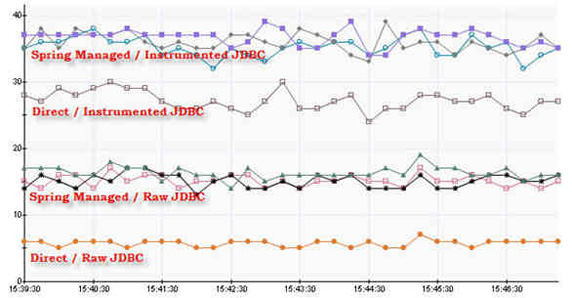 40
Spring Managed / Instrumented JDBC
30
Direct / Instrumented JDBC
20
Spring Managed / Raw JDBC
10
Direct / Raw JDBC
0
15:39:30 15:40:30 15:41:30 15:42:30 15:43:30 15:44:30 15:45:30 15:46:30